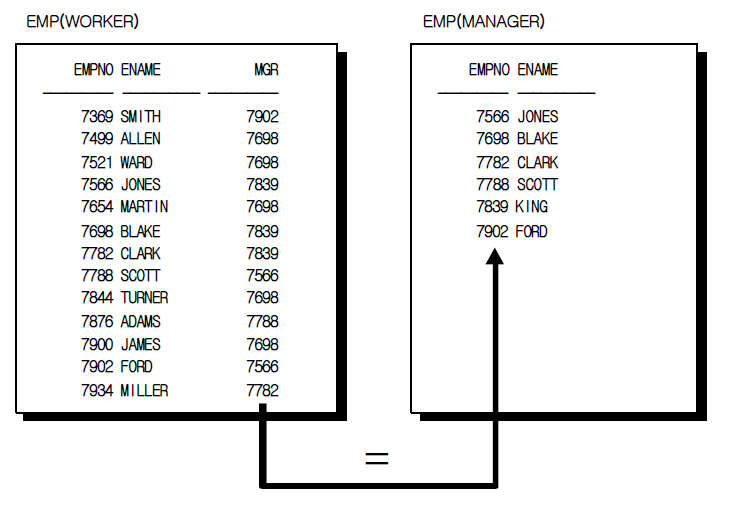 EMP(WORKER)
EMPNO ENAME MGR
7369 SMITH 7902
7499 ALLEN 7698
7521 WARD 7698
7566 JONES 7839
7654 MARTIN 7698
7698 BLAKE 7839
7782 CLARK 7839
7788 SCOTT 7566
7844 TURNER 7698
7876 ADAMS 7788
7900 JAMES 7698
7902 FORD 7566
7934 MILLER 7782
EMP(MANAGER)
EMPNO ENAME
7566 JONES
7698 BLAKE
7782 CLARK
7788 SCOTT
7839 KING
7902 FORD
=